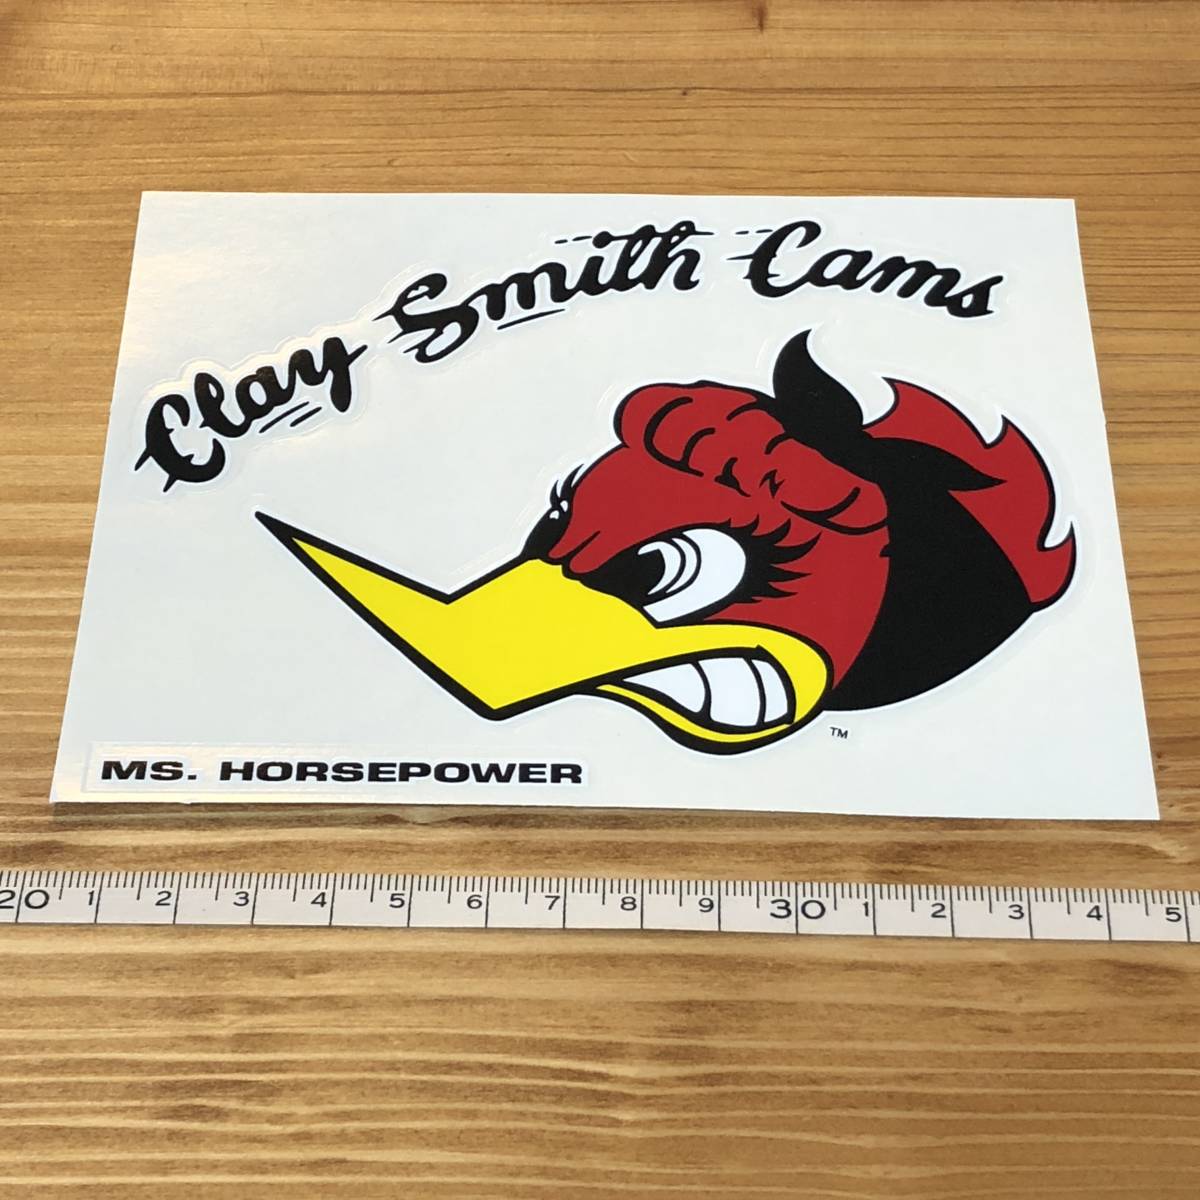 Clay Smith Cams
TM
MS. HORSEPOWER
20 1 2 3 4 5 6 7 8 9 30 1 2 3 4 5